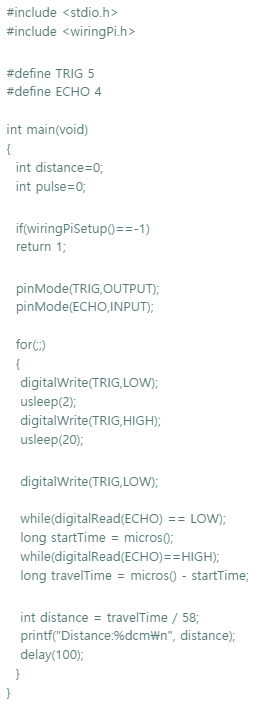 #include <stdio.h>
#include <wiringPi.h>

#define TRIG 5
#define ECHO 4

int main(void)
{
int distance=0;
int pulse=0;

if(wiringPiSetup()==-1)
return 1;

pinMode(TRIG,OUTPUT);
pinMode(ECHO,INPUT);

for(;;)
{
digitalWrite(TRIG,LOW);
usleep(2);
digitalWrite(TRIG,HIGH);
usleep(20);

digitalWrite(TRIG,LOW);

while(digitalRead(ECHO) == LOW);
long startTime = micros();
while(digitalRead(ECHO)==HIGH);
long travelTime = micros() - startTime;

int distance = travelTime / 58;
printf("Distance:%dcm₩n", distance);
delay(100);
}
}